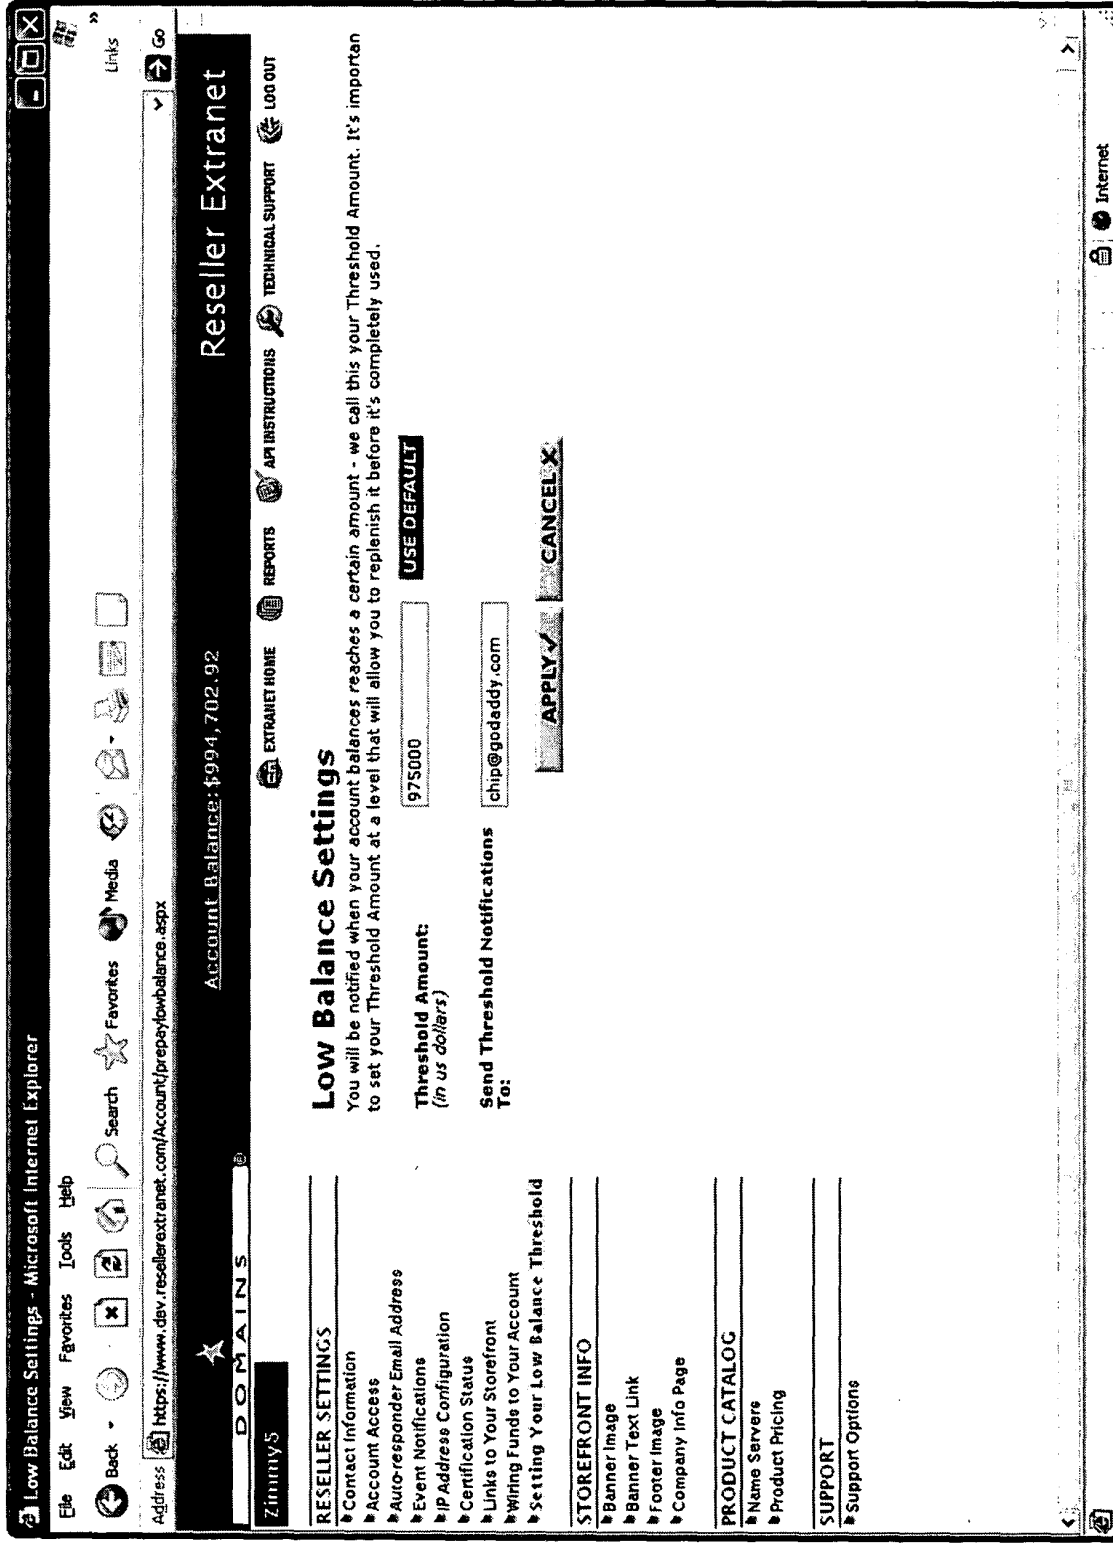 Low Balance Settings - Microsoft Internet Explorer
File Edit View Favorites Tools Help
Back Search Favorites Media
Links »
Address https://www.dev.resellerextranet.com/Account/prepaylowbalance.aspx Go
DOMAINS ®
Account Balance: $994,702.92
Reseller Extranet
Zimmy5
EXTRANET HOME REPORTS API INSTRUCTIONS TECHNICAL SUPPORT LOG OUT
RESELLER SETTINGS
Contact Information
Account Access
Auto-responder Email Address
Event Notifications
IP Address Configuration
Certification Status
Links to Your Storefront
Wiring Funds to Your Account
Setting Your Low Balance Threshold
STOREFRONT INFO
Banner Image
Banner Text Link
Footer Image
Company Info Page
PRODUCT CATALOG
Name Servers
Product Pricing
SUPPORT
Support Options
Low Balance Settings
You will be notified when your account balances reaches a certain amount - we call this your Threshold Amount. It's importan
to set your Threshold Amount at a level that will allow you to replenish it before it's completely used.
Threshold Amount: 975000 USE DEFAULT
(in us dollars)
Send Threshold Notifications chip@godaddy.com
To:
APPLY CANCEL
Internet